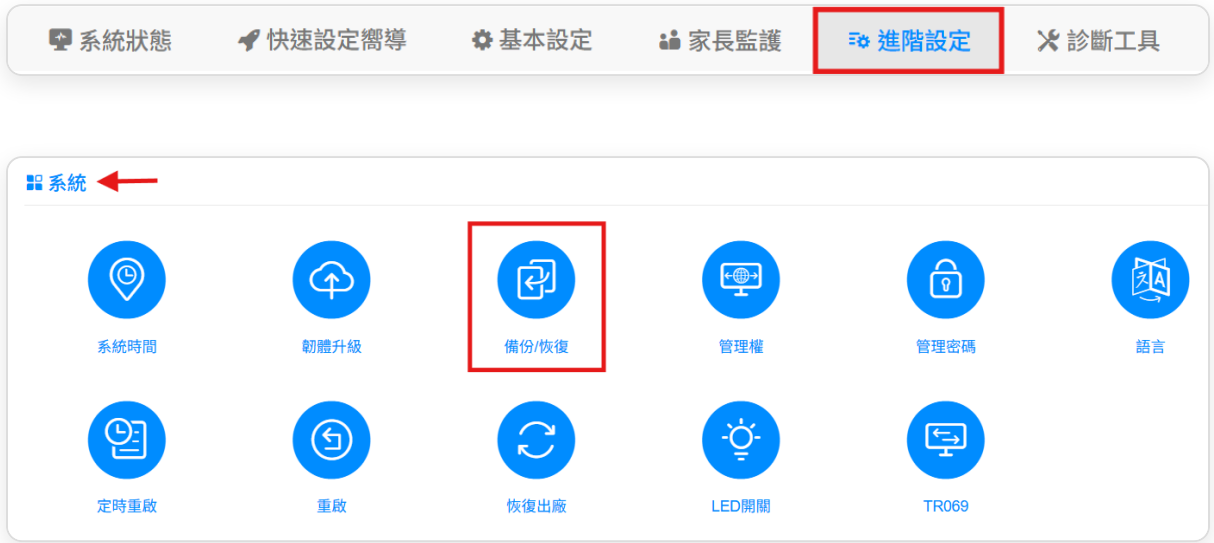 系統狀態 快速設定嚮導 基本設定 家長監護 進階設定 診斷工具
系統
系統時間 韌體升級 備份/恢復 管理權 管理密碼 語言
定時重啟 重啟 恢復出廠 LED開關 TR069